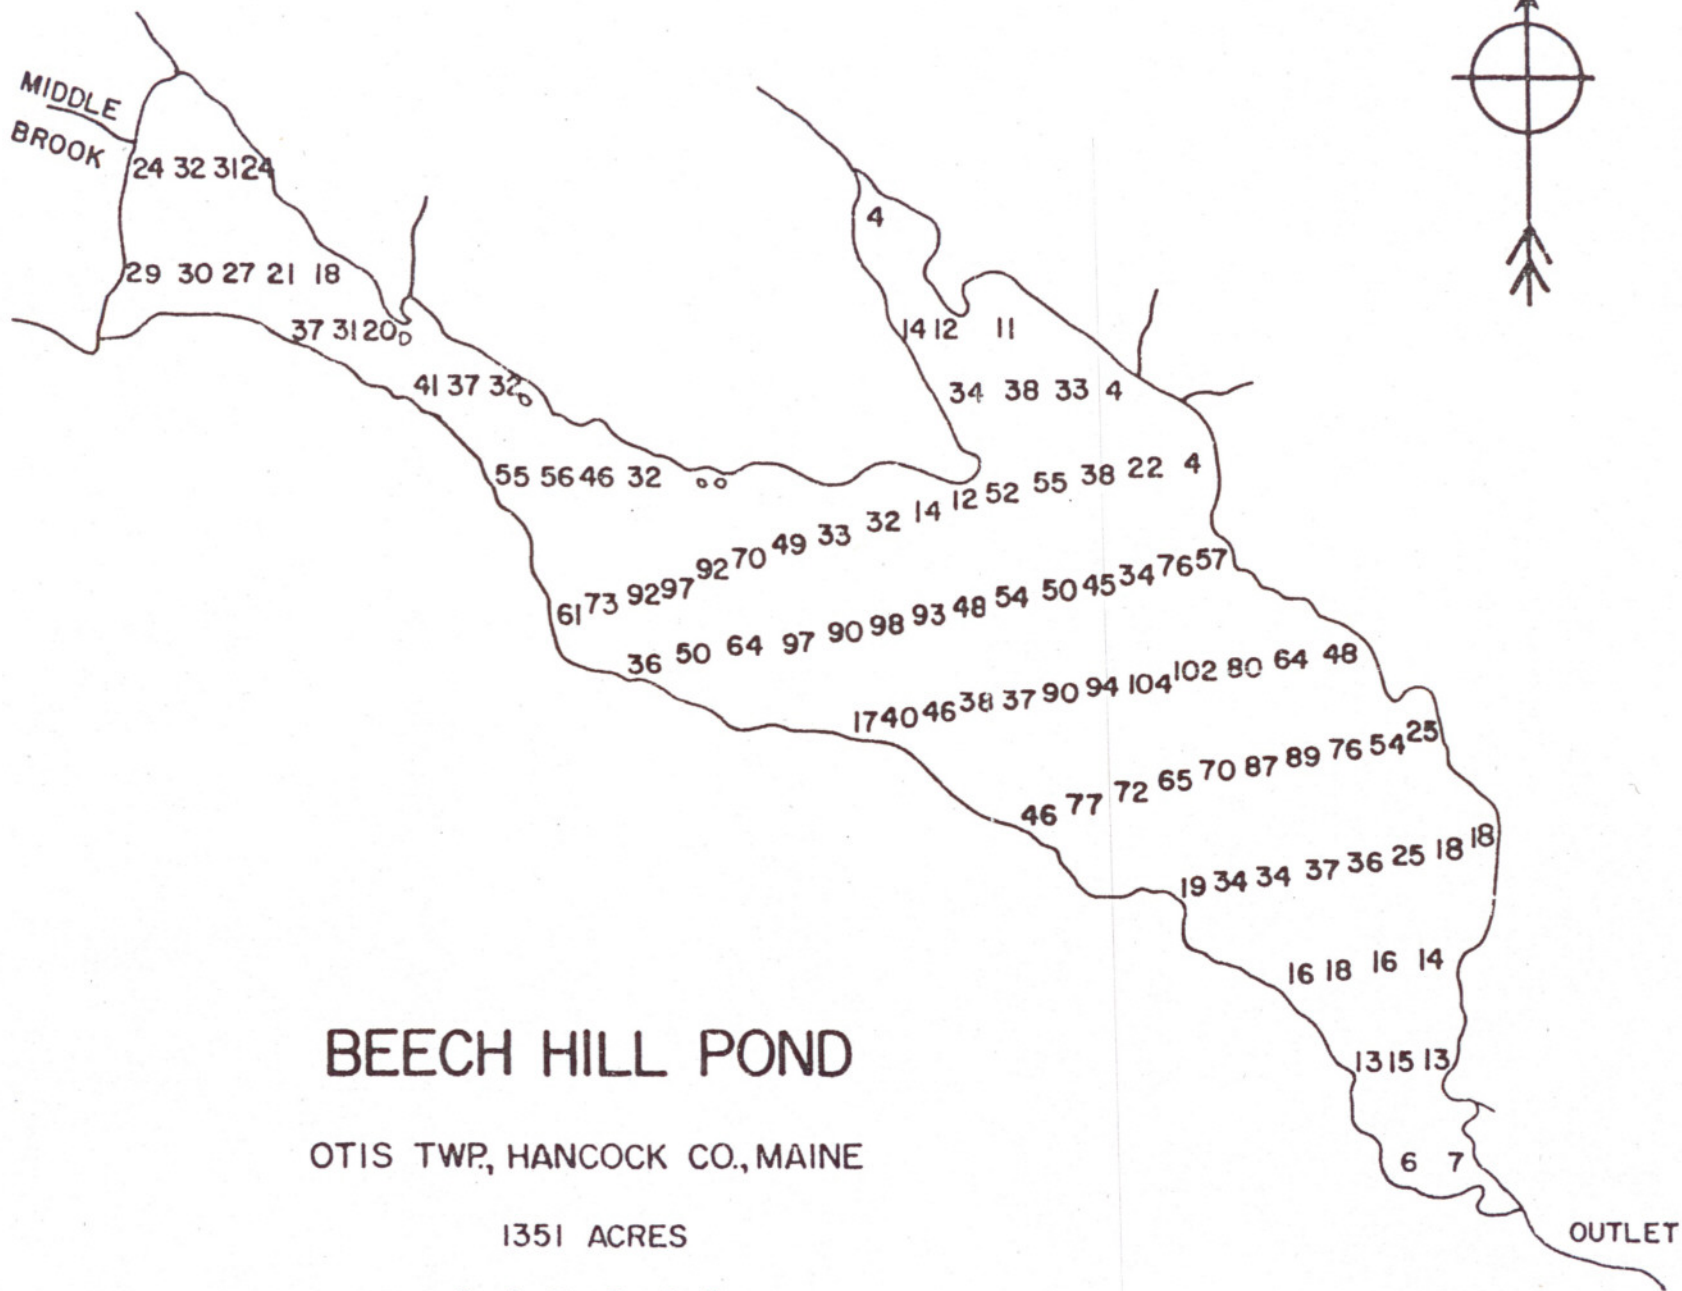 MIDDLE
BROOK
24 32 31 24
29 30 27 21 18
37 31 20
41 37 32
55 56 46 32
4
14 12 11
34 38 33 4
61 73 92 97 92 70 49 33 32 14 12 52 55 38 22 4
36 50 64 97 90 98 93 48 54 50 45 34 76 57
17 40 46 38 37 90 94 104 102 80 64 48
46 77 72 65 70 87 89 76 54 25
19 34 34 37 36 25 18 18
16 18 16 14
13 15 13
6 7
OUTLET
BEECH HILL POND
OTIS TWP., HANCOCK CO., MAINE
1351 ACRES